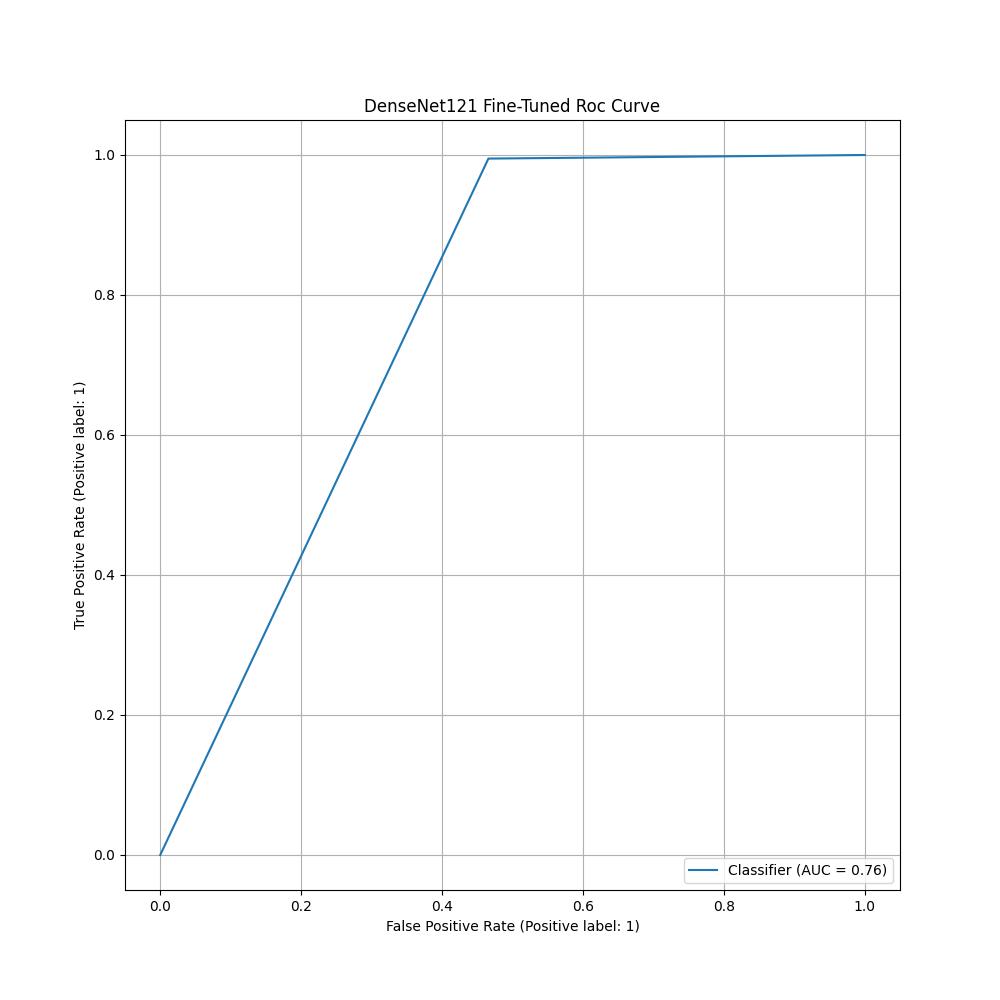 DenseNet121 Fine-Tuned Roc Curve
1.0
0.8
0.6
0.4
0.2
0.0
True Positive Rate (Positive label: 1)
Classifier (AUC = 0.76)
0.0 0.2 0.4 0.6 0.8 1.0
False Positive Rate (Positive label: 1)